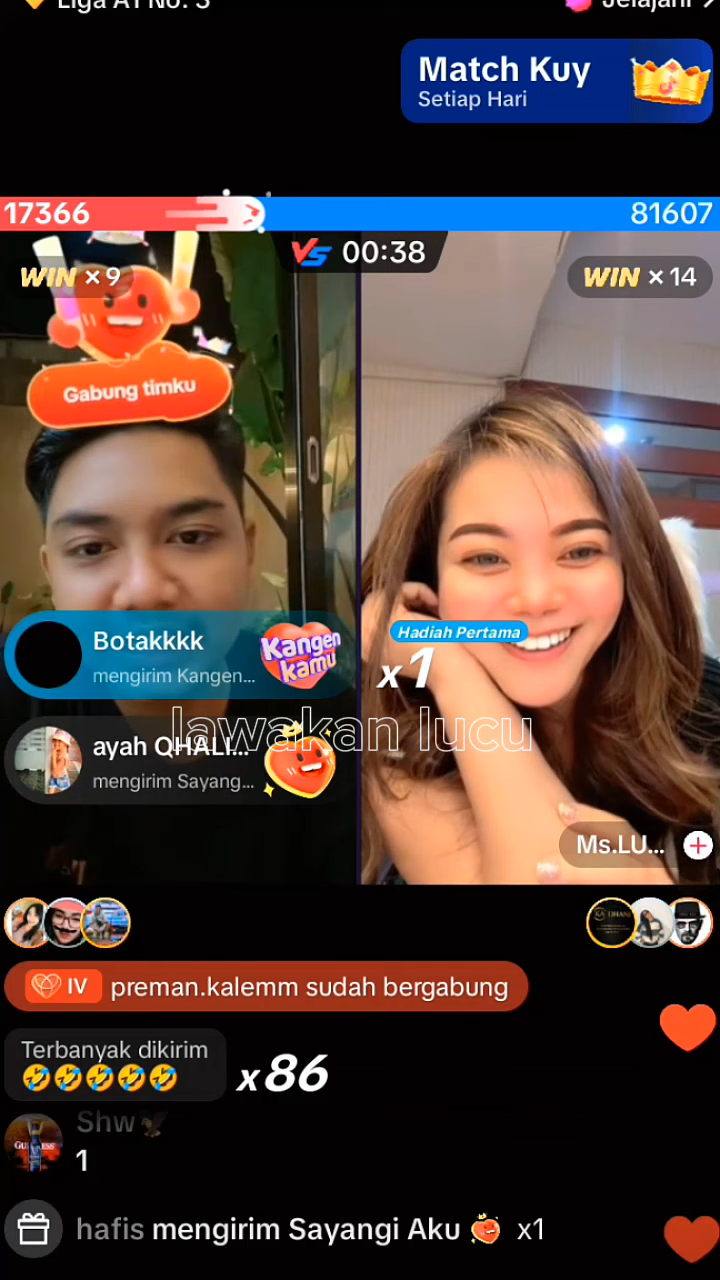 Liga A1 No. 3
Jelajahi
Match Kuy
Setiap Hari
17366
81607
VS 00:38
WIN × 9
WIN × 14
Gabung timku
Botakkkk
mengirim Kangen...
Kangen kamu
Hadiah Pertama
x1
lawakan lucu
ayah QHALI...
mengirim Sayang...
Ms.LU...
IV preman.kalemm sudah bergabung
Terbanyak dikirim
🤣🤣🤣🤣🤣 x86
Shw🦅
1
hafis mengirim Sayangi Aku x1